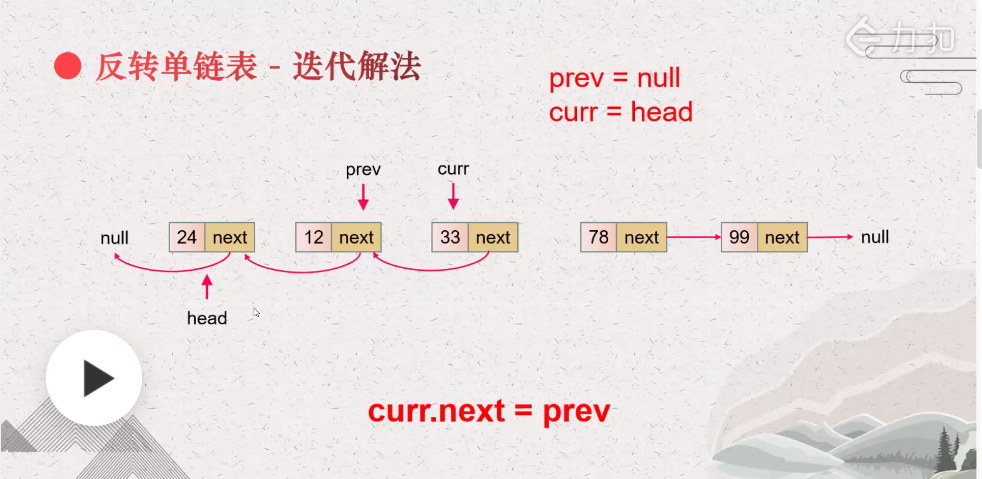 力扣
反转单链表 - 迭代解法
prev = null
curr = head
prev
curr
null
24 next
12 next
33 next
78 next
99 next
null
head
curr.next = prev